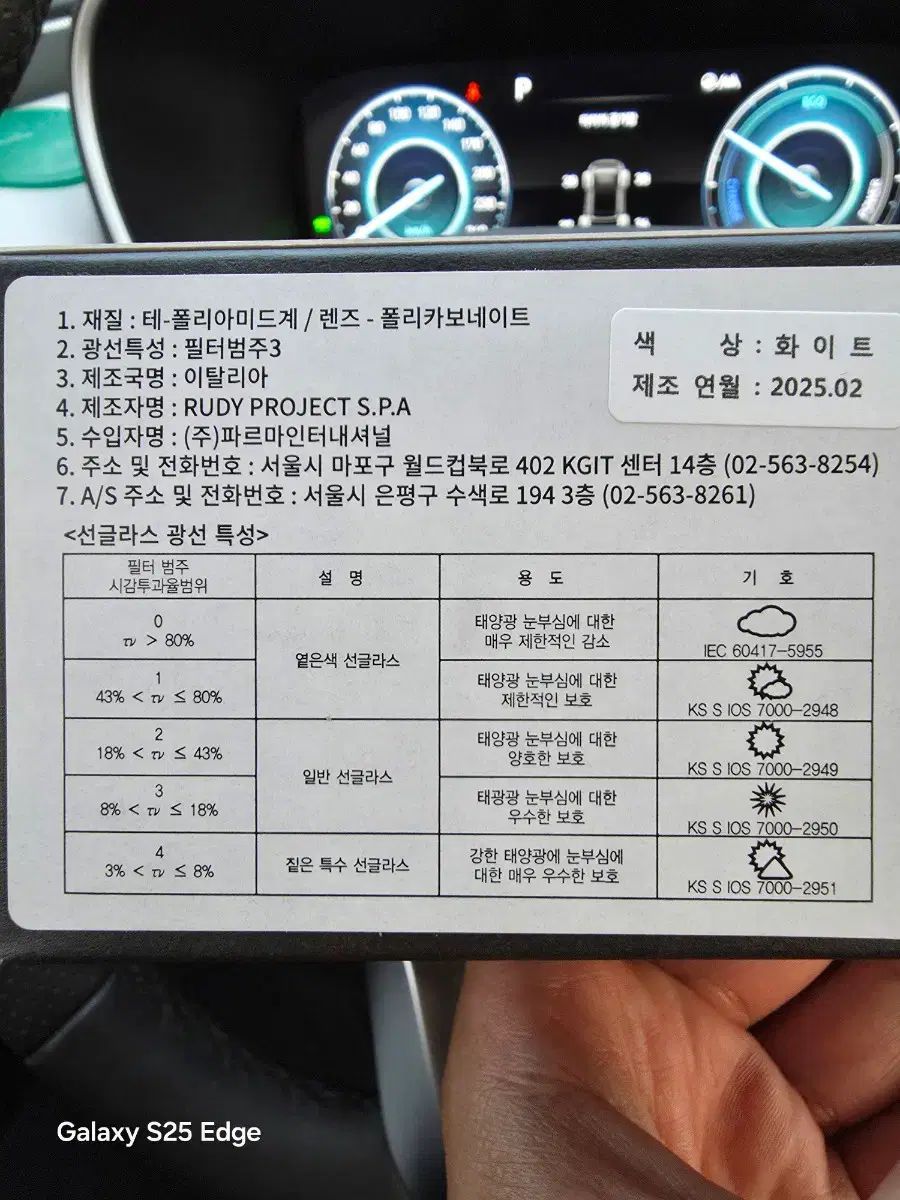 P
ECO
1. 재질 : 테-폴리아미드계 / 렌즈 - 폴리카보네이트
2. 광선특성 : 필터범주3
3. 제조국명 : 이탈리아
4. 제조자명 : RUDY PROJECT S.P.A
5. 수입자명 : (주)파르마인터내셔널
6. 주소 및 전화번호 : 서울시 마포구 월드컵북로 402 KGIT 센터 14층 (02-563-8254)
7. A/S 주소 및 전화번호 : 서울시 은평구 수색로 194 3층 (02-563-8261)
색 상 : 화 이 트
제조 연월 : 2025.02
<선글라스 광선 특성>
필터 범주 설 명 용 도 기 호
시감투과율범위
0
τv > 80%
옅은색 선글라스
태양광 눈부심에 대한
매우 제한적인 감소
IEC 60417-5955
1
43% < τv ≤ 80%
태양광 눈부심에 대한
제한적인 보호
KS S IOS 7000-2948
2
18% < τv ≤ 43%
일반 선글라스
태양광 눈부심에 대한
양호한 보호
KS S IOS 7000-2949
3
8% < τv ≤ 18%
태광광 눈부심에 대한
우수한 보호
KS S IOS 7000-2950
4
3% < τv ≤ 8%
짙은 특수 선글라스
강한 태양광에 눈부심에
대한 매우 우수한 보호
KS S IOS 7000-2951
Galaxy S25 Edge